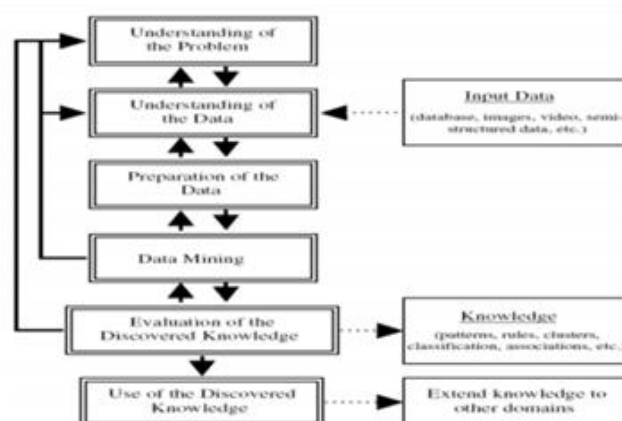 Understanding of
the Problem
Understanding of
the Data
Input Data
(database, images, video, semi-
structured data, etc.)
Preparation of the
Data
Data Mining
Evaluation of the
Discovered Knowledge
Knowledge
(patterns, rules, clusters,
classification, associations, etc.)
Use of the Discovered
Knowledge
Extend knowledge to
other domains